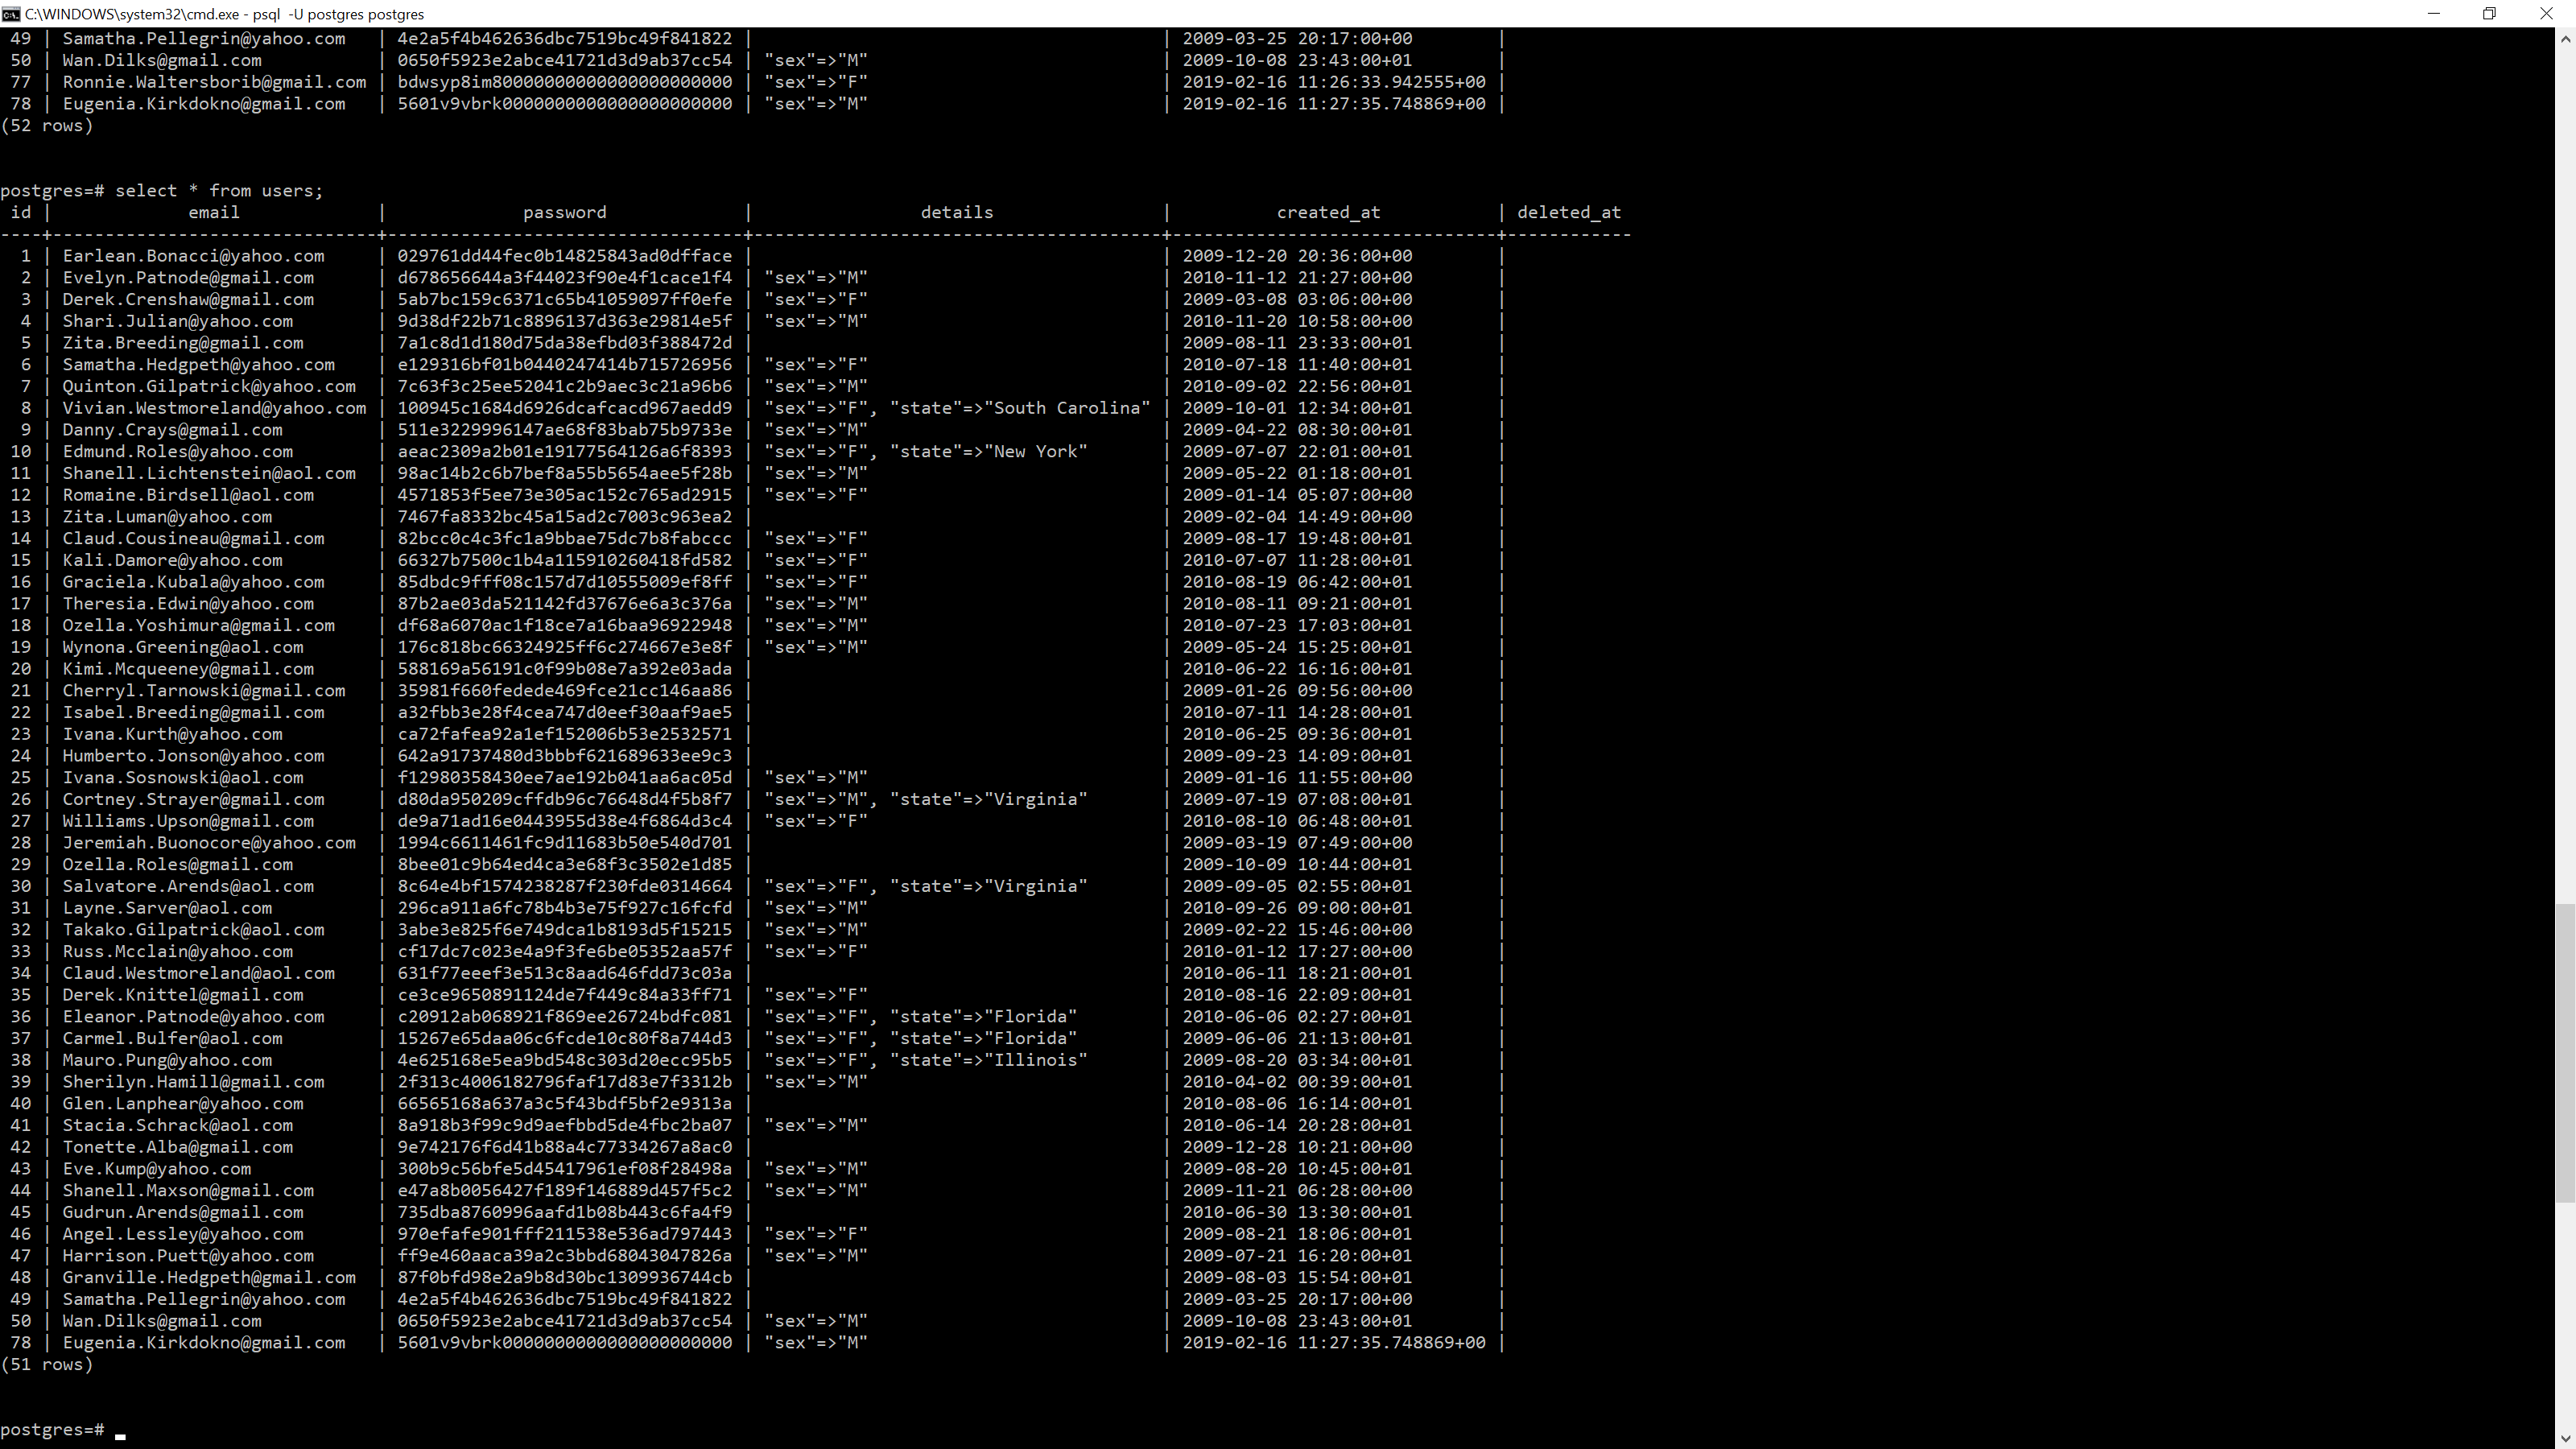 C:\WINDOWS\system32\cmd.exe - psql  -U postgres postgres
 49 | Samatha.Pellegrin@yahoo.com    | 4e2a5f4b462636dbc7519bc49f841822 |                                       | 2009-03-25 20:17:00+00        |
 50 | Wan.Dilks@gmail.com            | 0650f5923e2abce41721d3d9ab37cc54 | "sex"=>"M"                            | 2009-10-08 23:43:00+01        |
 77 | Ronnie.Waltersborib@gmail.com  | bdwsyp8im80000000000000000000000 | "sex"=>"F"                            | 2019-02-16 11:26:33.942555+00 |
 78 | Eugenia.Kirkdokno@gmail.com    | 5601v9vbrk0000000000000000000000 | "sex"=>"M"                            | 2019-02-16 11:27:35.748869+00 |
(52 rows)
postgres=# select * from users;
 id | email | password | details | created_at | deleted_at
----+-------------------------------+----------------------------------+---------------------------------------+-------------------------------+------------
 1 | Earlean.Bonacci@yahoo.com | 029761dd44fec0b14825843ad0dfface | | 2009-12-20 20:36:00+00 |
 2 | Evelyn.Patnode@gmail.com | d678656644a3f44023f90e4f1cace1f4 | "sex"=>"M" | 2010-11-12 21:27:00+00 |
 3 | Derek.Crenshaw@gmail.com | 5ab7bc159c6371c65b41059097ff0efe | "sex"=>"F" | 2009-03-08 03:06:00+00 |
 4 | Shari.Julian@yahoo.com | 9d38df22b71c8896137d363e29814e5f | "sex"=>"M" | 2010-11-20 10:58:00+00 |
 5 | Zita.Breeding@gmail.com | 7a1c8d1d180d75da38efbd03f388472d | | 2009-08-11 23:33:00+01 |
 6 | Samatha.Hedgpeth@yahoo.com | e129316bf01b0440247414b715726956 | "sex"=>"F" | 2010-07-18 11:40:00+01 |
 7 | Quinton.Gilpatrick@yahoo.com | 7c63f3c25ee52041c2b9aec3c21a96b6 | "sex"=>"M" | 2010-09-02 22:56:00+01 |
 8 | Vivian.Westmoreland@yahoo.com | 100945c1684d6926dcafcacd967aedd9 | "sex"=>"F", "state"=>"South Carolina" | 2009-10-01 12:34:00+01 |
 9 | Danny.Crays@gmail.com | 511e3229996147ae68f83bab75b9733e | "sex"=>"M" | 2009-04-22 08:30:00+01 |
 10 | Edmund.Roles@yahoo.com | aeac2309a2b01e19177564126a6f8393 | "sex"=>"F", "state"=>"New York" | 2009-07-07 22:01:00+01 |
 11 | Shanell.Lichtenstein@aol.com | 98ac14b2c6b7bef8a55b5654aee5f28b | "sex"=>"M" | 2009-05-22 01:18:00+01 |
 12 | Romaine.Birdsell@aol.com | 4571853f5ee73e305ac152c765ad2915 | "sex"=>"F" | 2009-01-14 05:07:00+00 |
 13 | Zita.Luman@yahoo.com | 7467fa8332bc45a15ad2c7003c963ea2 | | 2009-02-04 14:49:00+00 |
 14 | Claud.Cousineau@gmail.com | 82bcc0c4c3fc1a9bbae75dc7b8fabccc | "sex"=>"F" | 2009-08-17 19:48:00+01 |
 15 | Kali.Damore@yahoo.com | 66327b7500c1b4a115910260418fd582 | "sex"=>"F" | 2010-07-07 11:28:00+01 |
 16 | Graciela.Kubala@yahoo.com | 85dbdc9fff08c157d7d10555009ef8ff | "sex"=>"F" | 2010-08-19 06:42:00+01 |
 17 | Theresia.Edwin@yahoo.com | 87b2ae03da521142fd37676e6a3c376a | "sex"=>"M" | 2010-08-11 09:21:00+01 |
 18 | Ozella.Yoshimura@gmail.com | df68a6070ac1f18ce7a16baa96922948 | "sex"=>"M" | 2010-07-23 17:03:00+01 |
 19 | Wynona.Greening@aol.com | 176c818bc66324925ff6c274667e3e8f | "sex"=>"M" | 2009-05-24 15:25:00+01 |
 20 | Kimi.Mcqueeney@gmail.com | 588169a56191c0f99b08e7a392e03ada | | 2010-06-22 16:16:00+01 |
 21 | Cherryl.Tarnowski@gmail.com | 35981f660fedede469fce21cc146aa86 | | 2009-01-26 09:56:00+00 |
 22 | Isabel.Breeding@gmail.com | a32fbb3e28f4cea747d0eef30aaf9ae5 | | 2010-07-11 14:28:00+01 |
 23 | Ivana.Kurth@yahoo.com | ca72fafea92a1ef152006b53e2532571 | | 2010-06-25 09:36:00+01 |
 24 | Humberto.Jonson@yahoo.com | 642a91737480d3bbbf621689633ee9c3 | | 2009-09-23 14:09:00+01 |
 25 | Ivana.Sosnowski@aol.com | f12980358430ee7ae192b041aa6ac05d | "sex"=>"M" | 2009-01-16 11:55:00+00 |
 26 | Cortney.Strayer@gmail.com | d80da950209cffdb96c76648d4f5b8f7 | "sex"=>"M", "state"=>"Virginia" | 2009-07-19 07:08:00+01 |
 27 | Williams.Upson@gmail.com | de9a71ad16e0443955d38e4f6864d3c4 | "sex"=>"F" | 2010-08-10 06:48:00+01 |
 28 | Jeremiah.Buonocore@yahoo.com | 1994c6611461fc9d11683b50e540d701 | | 2009-03-19 07:49:00+00 |
 29 | Ozella.Roles@gmail.com | 8bee01c9b64ed4ca3e68f3c3502e1d85 | | 2009-10-09 10:44:00+01 |
 30 | Salvatore.Arends@aol.com | 8c64e4bf1574238287f230fde0314664 | "sex"=>"F", "state"=>"Virginia" | 2009-09-05 02:55:00+01 |
 31 | Layne.Sarver@aol.com | 296ca911a6fc78b4b3e75f927c16fcfd | "sex"=>"M" | 2010-09-26 09:00:00+01 |
 32 | Takako.Gilpatrick@aol.com | 3abe3e825f6e749dca1b8193d5f15215 | "sex"=>"M" | 2009-02-22 15:46:00+00 |
 33 | Russ.Mcclain@yahoo.com | cf17dc7c023e4a9f3fe6be05352aa57f | "sex"=>"F" | 2010-01-12 17:27:00+00 |
 34 | Claud.Westmoreland@aol.com | 631f77eeef3e513c8aad646fdd73c03a | | 2010-06-11 18:21:00+01 |
 35 | Derek.Knittel@gmail.com | ce3ce9650891124de7f449c84a33ff71 | "sex"=>"F" | 2010-08-16 22:09:00+01 |
 36 | Eleanor.Patnode@yahoo.com | c20912ab068921f869ee26724bdfc081 | "sex"=>"F", "state"=>"Florida" | 2010-06-06 02:27:00+01 |
 37 | Carmel.Bulfer@aol.com | 15267e65daa06c6fcde10c80f8a744d3 | "sex"=>"F", "state"=>"Florida" | 2009-06-06 21:13:00+01 |
 38 | Mauro.Pung@yahoo.com | 4e625168e5ea9bd548c303d20ecc95b5 | "sex"=>"F", "state"=>"Illinois" | 2009-08-20 03:34:00+01 |
 39 | Sherilyn.Hamill@gmail.com | 2f313c4006182796faf17d83e7f3312b | "sex"=>"M" | 2010-04-02 00:39:00+01 |
 40 | Glen.Lanphear@yahoo.com | 66565168a637a3c5f43bdf5bf2e9313a | | 2010-08-06 16:14:00+01 |
 41 | Stacia.Schrack@aol.com | 8a918b3f99c9d9aefbbd5de4fbc2ba07 | "sex"=>"M" | 2010-06-14 20:28:00+01 |
 42 | Tonette.Alba@gmail.com | 9e742176f6d41b88a4c77334267a8ac0 | | 2009-12-28 10:21:00+00 |
 43 | Eve.Kump@yahoo.com | 300b9c56bfe5d45417961ef08f28498a | "sex"=>"M" | 2009-08-20 10:45:00+01 |
 44 | Shanell.Maxson@gmail.com | e47a8b0056427f189f146889d457f5c2 | "sex"=>"M" | 2009-11-21 06:28:00+00 |
 45 | Gudrun.Arends@gmail.com | 735dba8760996aafd1b08b443c6fa4f9 | | 2010-06-30 13:30:00+01 |
 46 | Angel.Lessley@yahoo.com | 970efafe901fff211538e536ad797443 | "sex"=>"F" | 2009-08-21 18:06:00+01 |
 47 | Harrison.Puett@yahoo.com | ff9e460aaca39a2c3bbd68043047826a | "sex"=>"M" | 2009-07-21 16:20:00+01 |
 48 | Granville.Hedgpeth@gmail.com | 87f0bfd98e2a9b8d30bc1309936744cb | | 2009-08-03 15:54:00+01 |
 49 | Samatha.Pellegrin@yahoo.com | 4e2a5f4b462636dbc7519bc49f841822 | | 2009-03-25 20:17:00+00 |
 50 | Wan.Dilks@gmail.com | 0650f5923e2abce41721d3d9ab37cc54 | "sex"=>"M" | 2009-10-08 23:43:00+01 |
 78 | Eugenia.Kirkdokno@gmail.com | 5601v9vbrk0000000000000000000000 | "sex"=>"M" | 2019-02-16 11:27:35.748869+00 |
(51 rows)
postgres=#